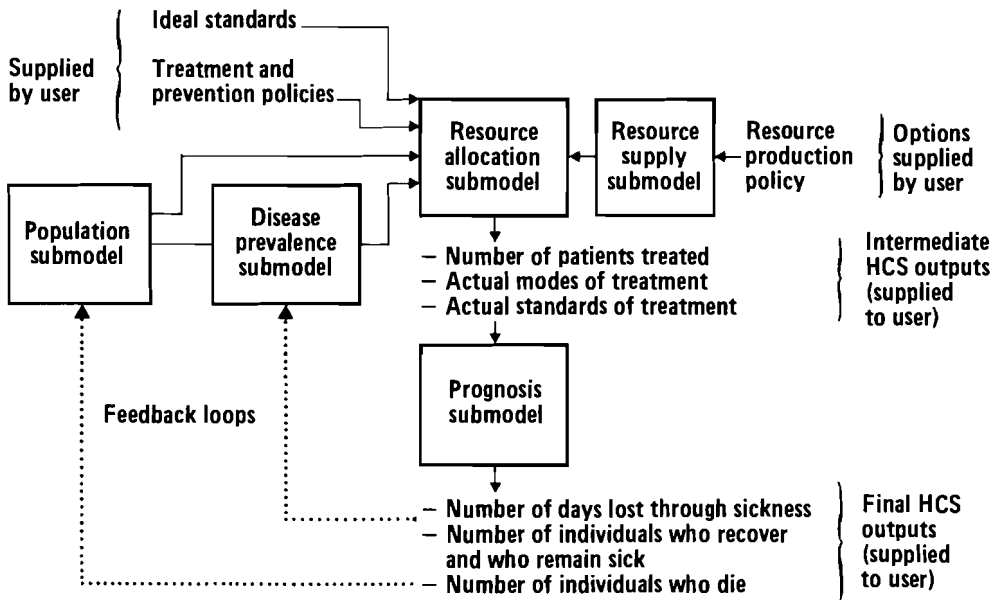 Ideal standards
Supplied
by user
Treatment and
prevention policies
Resource
allocation
submodel
Resource
supply
submodel
Resource
production
policy
Options
supplied
by user
Population
submodel
Disease
prevalence
submodel
– Number of patients treated
– Actual modes of treatment
– Actual standards of treatment
Intermediate
HCS outputs
(supplied
to user)
Prognosis
submodel
Feedback loops
– Number of days lost through sickness
– Number of individuals who recover
and who remain sick
– Number of individuals who die
Final HCS
outputs
(supplied
to user)